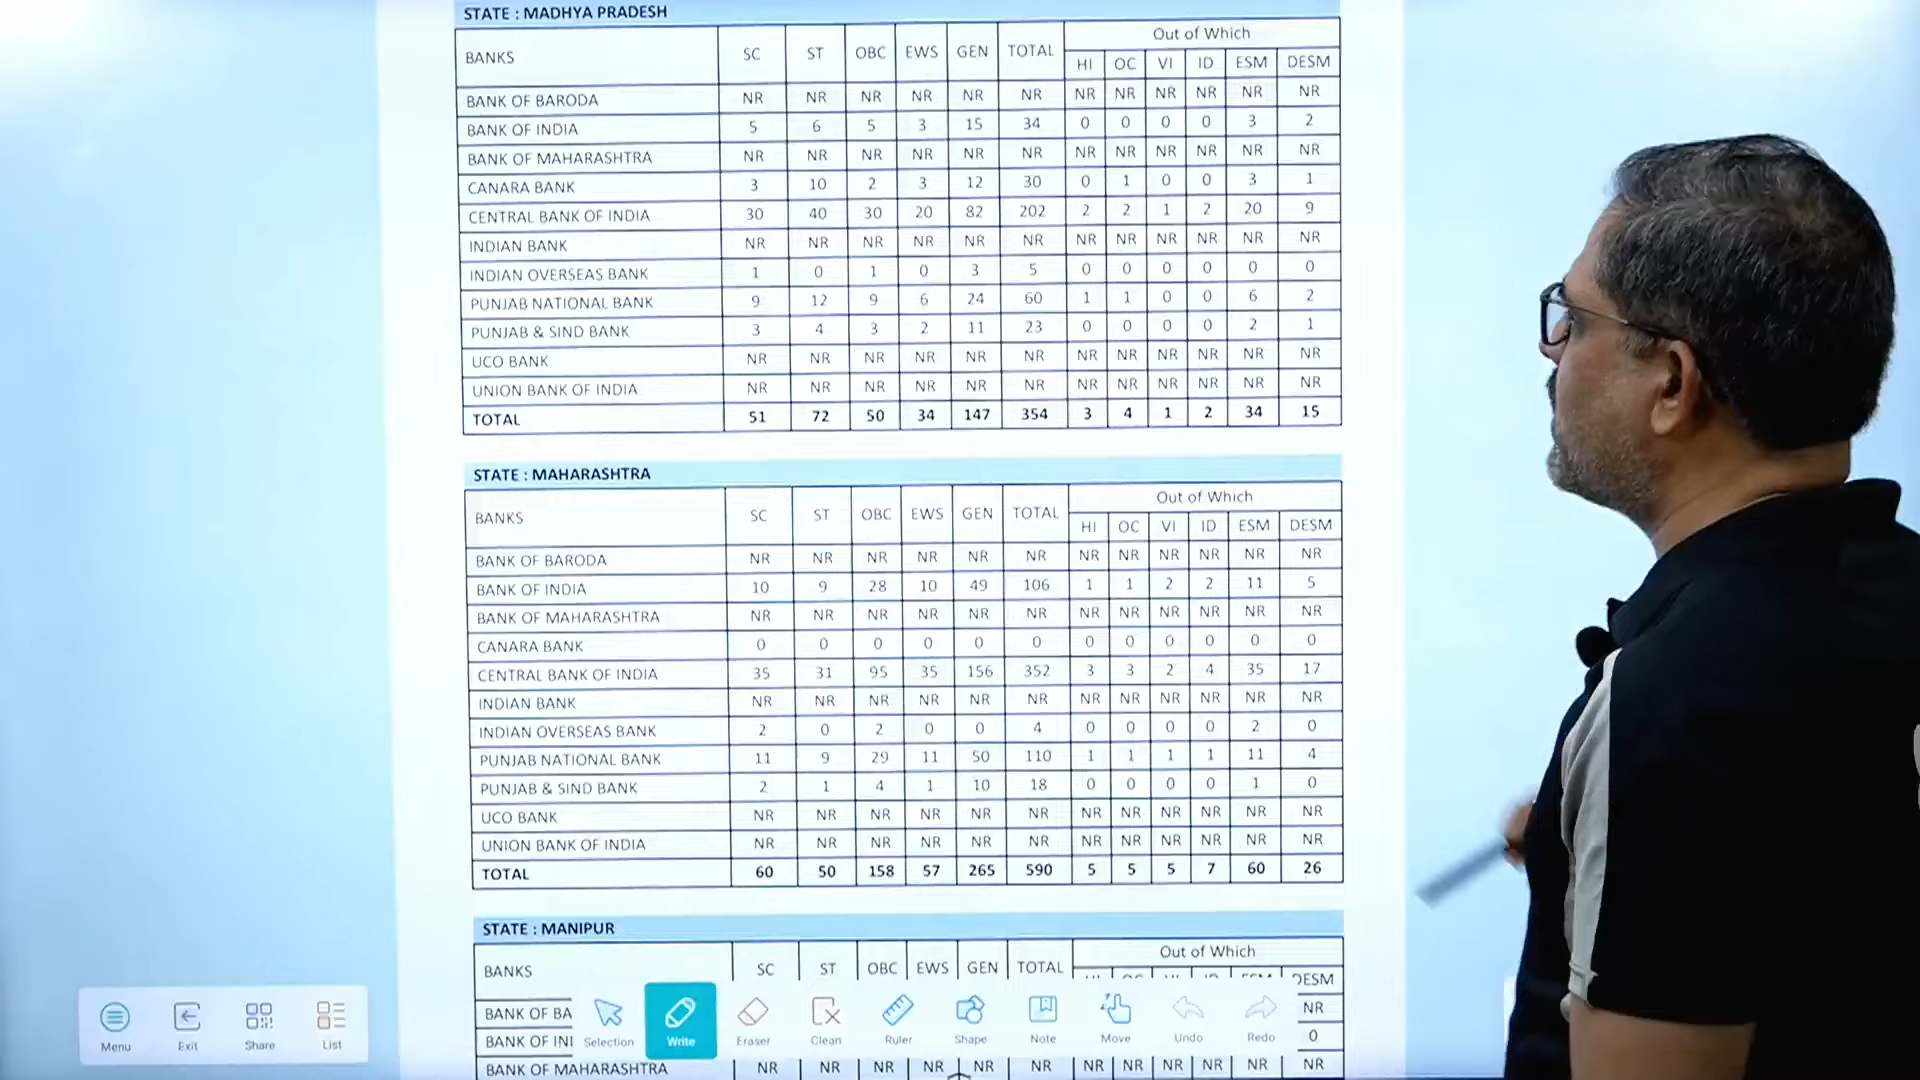 STATE : MADHYA PRADESH
BANKS SC ST OBC EWS GEN TOTAL Out of Which
HI OC VI ID ESM DESM
BANK OF BARODA NR NR NR NR NR NR NR NR NR NR NR NR
BANK OF INDIA 5 6 5 3 15 34 0 0 0 0 3 2
BANK OF MAHARASHTRA NR NR NR NR NR NR NR NR NR NR NR NR
CANARA BANK 3 10 2 3 12 30 0 1 0 0 3 1
CENTRAL BANK OF INDIA 30 40 30 20 82 202 2 2 1 2 20 9
INDIAN BANK NR NR NR NR NR NR NR NR NR NR NR NR
INDIAN OVERSEAS BANK 1 0 1 0 3 5 0 0 0 0 0 0
PUNJAB NATIONAL BANK 9 12 9 6 24 60 1 1 0 0 6 2
PUNJAB & SIND BANK 3 4 3 2 11 23 0 0 0 0 2 1
UCO BANK NR NR NR NR NR NR NR NR NR NR NR NR
UNION BANK OF INDIA NR NR NR NR NR NR NR NR NR NR NR NR
TOTAL 51 72 50 34 147 354 3 4 1 2 34 15
STATE : MAHARASHTRA
BANKS SC ST OBC EWS GEN TOTAL Out of Which
HI OC VI ID ESM DESM
BANK OF BARODA NR NR NR NR NR NR NR NR NR NR NR NR
BANK OF INDIA 10 9 28 10 49 106 1 1 2 2 11 5
BANK OF MAHARASHTRA NR NR NR NR NR NR NR NR NR NR NR NR
CANARA BANK 0 0 0 0 0 0 0 0 0 0 0 0
CENTRAL BANK OF INDIA 35 31 95 35 156 352 3 3 2 4 35 17
INDIAN BANK NR NR NR NR NR NR NR NR NR NR NR NR
INDIAN OVERSEAS BANK 2 0 2 0 0 4 0 0 0 0 2 0
PUNJAB NATIONAL BANK 11 9 29 11 50 110 1 1 1 1 11 4
PUNJAB & SIND BANK 2 1 4 1 10 18 0 0 0 0 1 0
UCO BANK NR NR NR NR NR NR NR NR NR NR NR NR
UNION BANK OF INDIA NR NR NR NR NR NR NR NR NR NR NR NR
TOTAL 60 50 158 57 265 590 5 5 5 7 60 26
STATE : MANIPUR
BANKS SC ST OBC EWS GEN TOTAL Out of Which
DESM
BANK OF BA NR
BANK OF INI 0
BANK OF MAHARASHTRA NR NR NR NR NR NR NR NR NR NR NR NR
Menu Exit Share List Selection Write Eraser Clean Ruler Shape Note Move Undo Redo